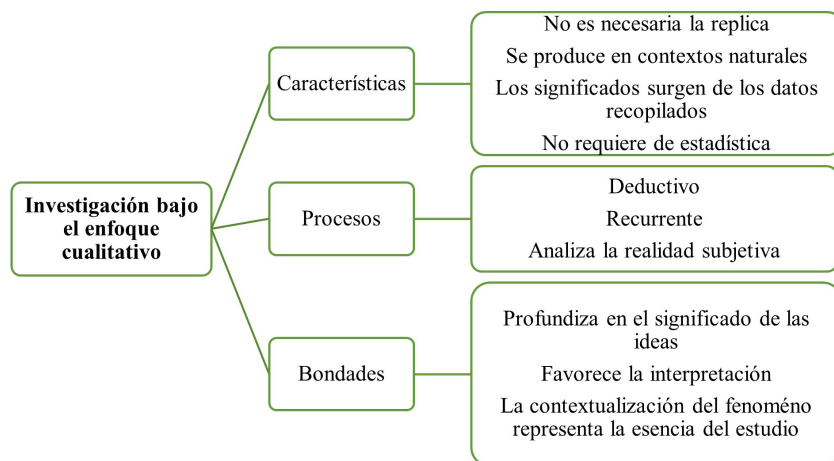 Investigación bajo
el enfoque
cualitativo
Características
No es necesaria la replica
Se produce en contextos naturales
Los significados surgen de los datos
recopilados
No requiere de estadística
Procesos
Deductivo
Recurrente
Analiza la realidad subjetiva
Bondades
Profundiza en el significado de las
ideas
Favorece la interpretación
La contextualización del fenoméno
representa la esencia del estudio